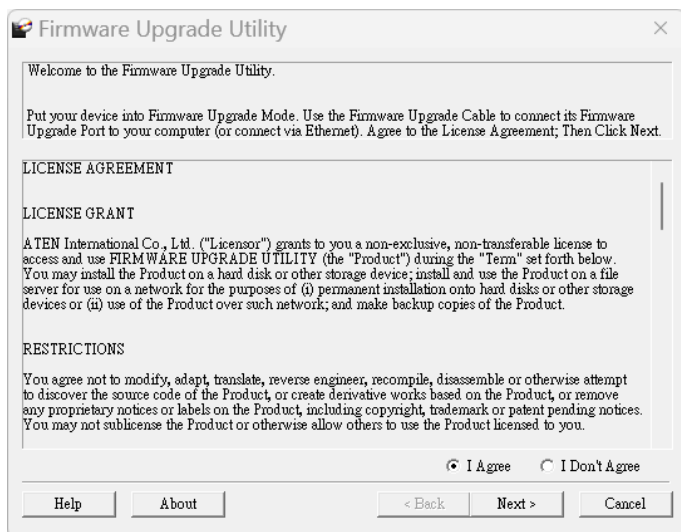 Firmware Upgrade Utility
Welcome to the Firmware Upgrade Utility.
Put your device into Firmware Upgrade Mode. Use the Firmware Upgrade Cable to connect its Firmware
Upgrade Port to your computer (or connect via Ethernet). Agree to the License Agreement; Then Click Next.
LICENSE AGREEMENT
LICENSE GRANT
ATEN International Co., Ltd. ("Licensor") grants to you a non-exclusive, non-transferable license to
access and use FIRMWARE UPGRADE UTILITY (the "Product") during the "Term" set forth below.
You may install the Product on a hard disk or other storage device; install and use the Product on a file
server for use on a network for the purposes of (i) permanent installation onto hard disks or other storage
devices or (ii) use of the Product over such network; and make backup copies of the Product.
RESTRICTIONS
You agree not to modify, adapt, translate, reverse engineer, recompile, disassemble or otherwise attempt
to discover the source code of the Product, or create derivative works based on the Product, or remove
any proprietary notices or labels on the Product, including copyright, trademark or patent pending notices.
You may not sublicense the Product or otherwise allow others to use the Product licensed to you.
I Agree I Don't Agree
Help About < Back Next > Cancel